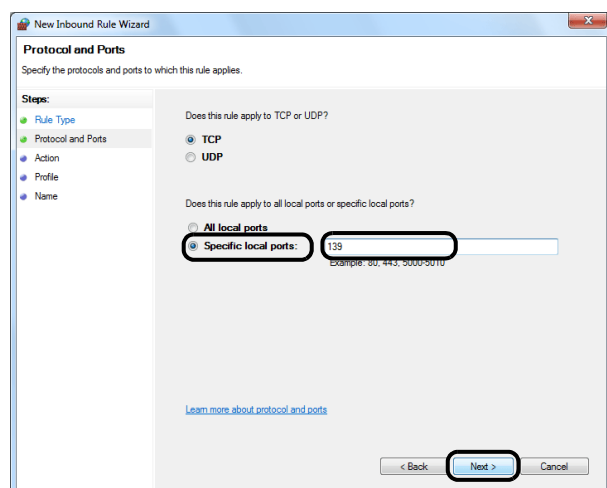 New Inbound Rule Wizard
Protocol and Ports
Specify the protocols and ports to which this rule applies.
Steps:
Rule Type
Protocol and Ports
Action
Profile
Name
Does this rule apply to TCP or UDP?
TCP
UDP
Does this rule apply to all local ports or specific local ports?
All local ports
Specific local ports: 139
Example: 80, 443, 5000-5010
Learn more about protocol and ports
< Back Next > Cancel